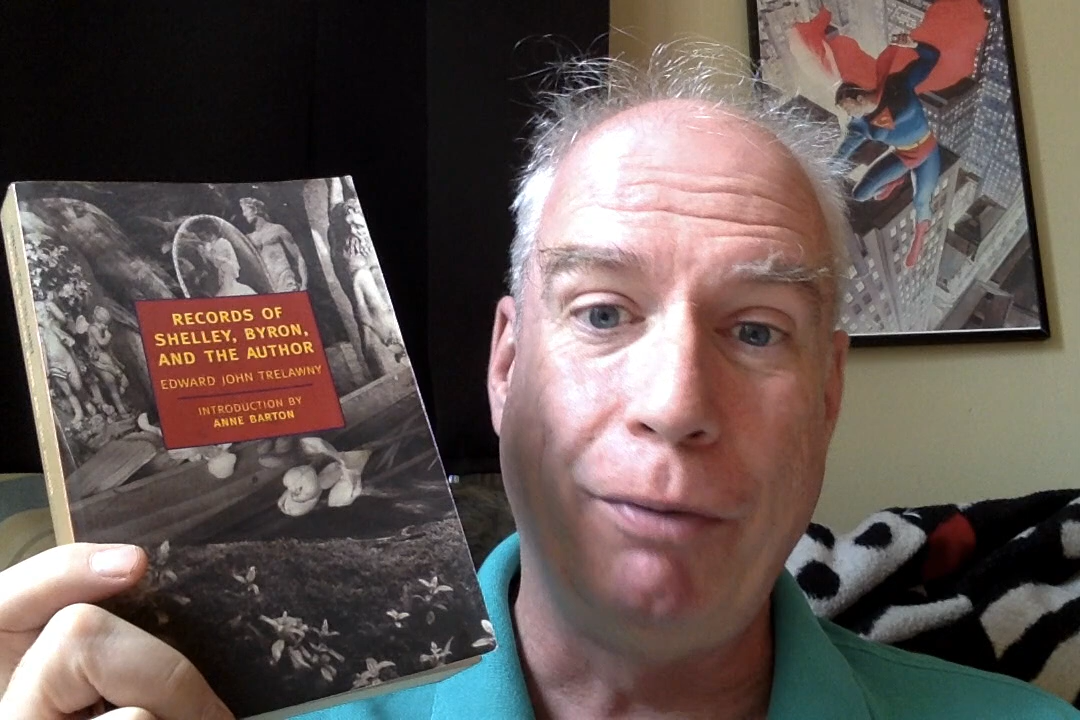 RECORDS OF
SHELLEY, BYRON,
AND THE AUTHOR
EDWARD JOHN TRELAWNY
INTRODUCTION BY
ANNE BARTON